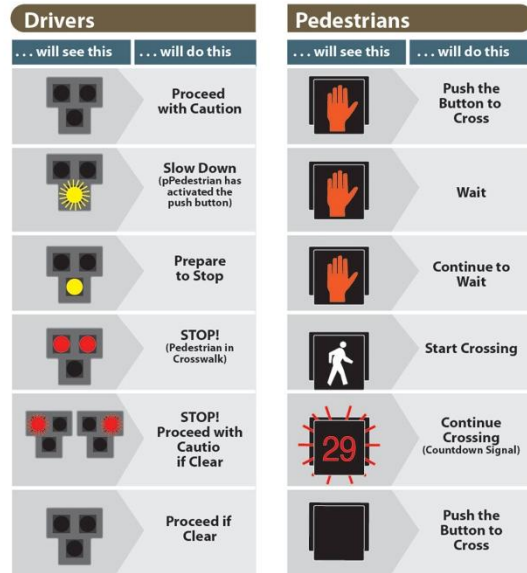 Drivers
Pedestrians
... will see this
... will do this
... will see this
... will do this
Proceed
with Caution
Push the
Button to
Cross
Slow Down
(pPedestrian has
activated the
push button)
Wait
Prepare
to Stop
Continue to
Wait
STOP!
(Pedestrian in
Crosswalk)
Start Crossing
STOP!
Proceed with
Cautio
if Clear
29
Continue
Crossing
(Countdown Signal)
Proceed if
Clear
Push the
Button to
Cross